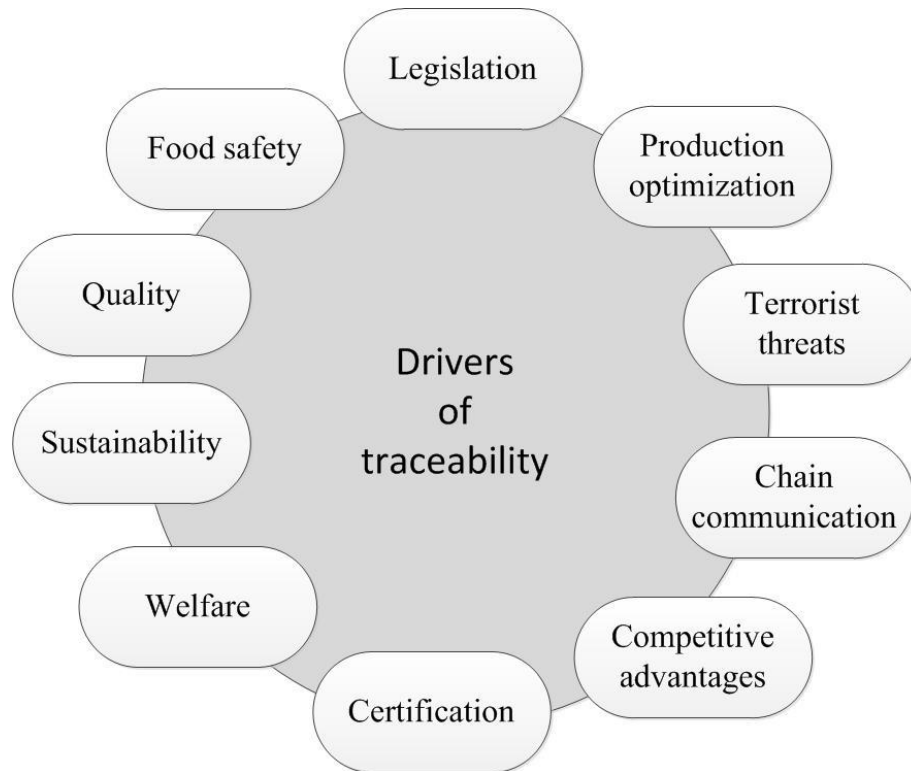 Legislation
Food safety
Production
optimization
Quality
Terrorist
threats
Drivers
of
traceability
Sustainability
Chain
communication
Welfare
Competitive
advantages
Certification